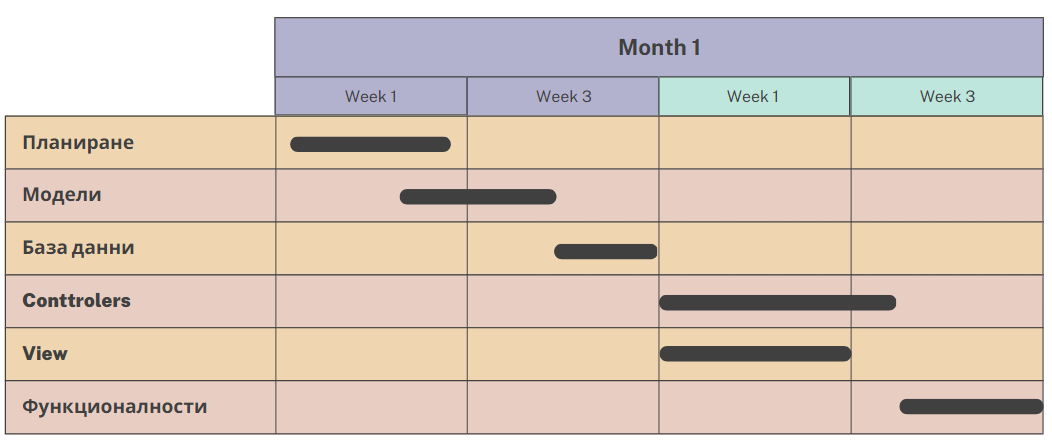 Month 1
Week 1 Week 3 Week 1 Week 3
Планиране
Модели
База данни
Conttrolers
View
Функционалности